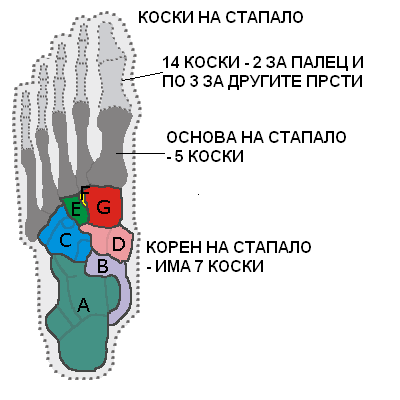 КОСКИ НА СТАПАЛО
14 КОСКИ - 2 ЗА ПАЛЕЦ И
ПО 3 ЗА ДРУГИТЕ ПРСТИ
ОСНОВА НА СТАПАЛО
- 5 КОСКИ
F
E
G
C
D
КОРЕН НА СТАПАЛО
- ИМА 7 КОСКИ
B
A